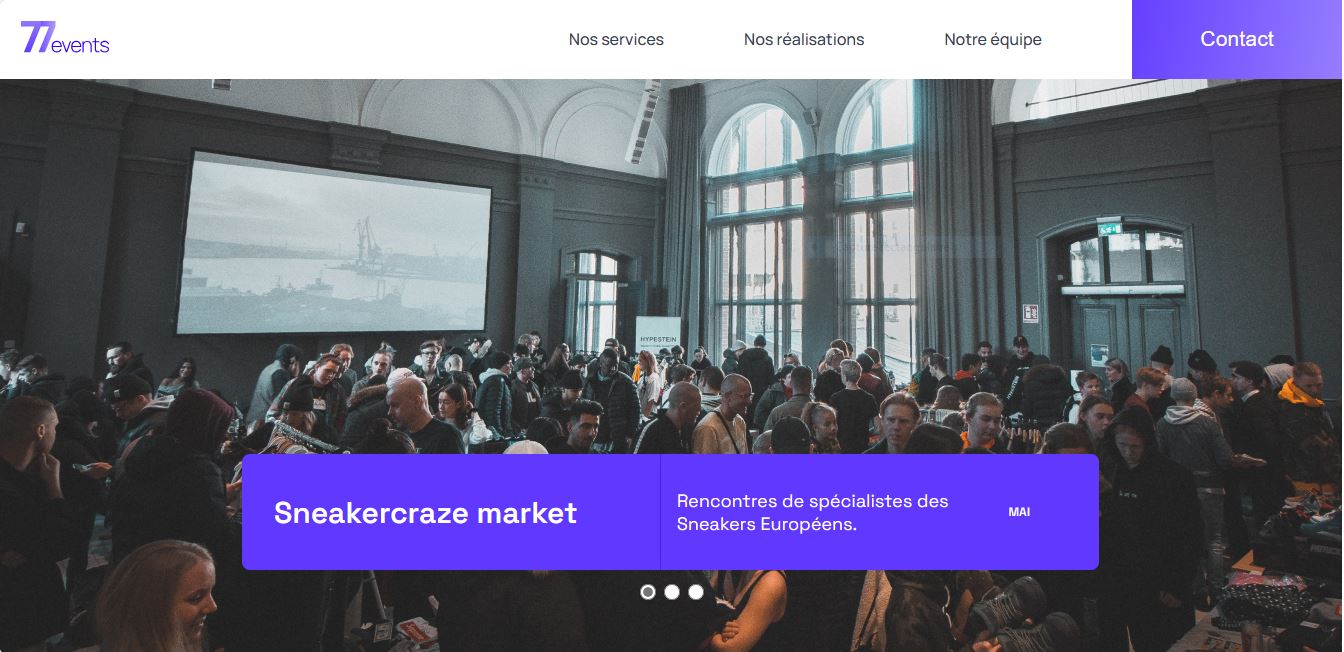 77events
Nos services
Nos réalisations
Notre équipe
Contact
HYPESTEIN
Sneakercraze market
Rencontres de spécialistes des
Sneakers Européens.
MAI